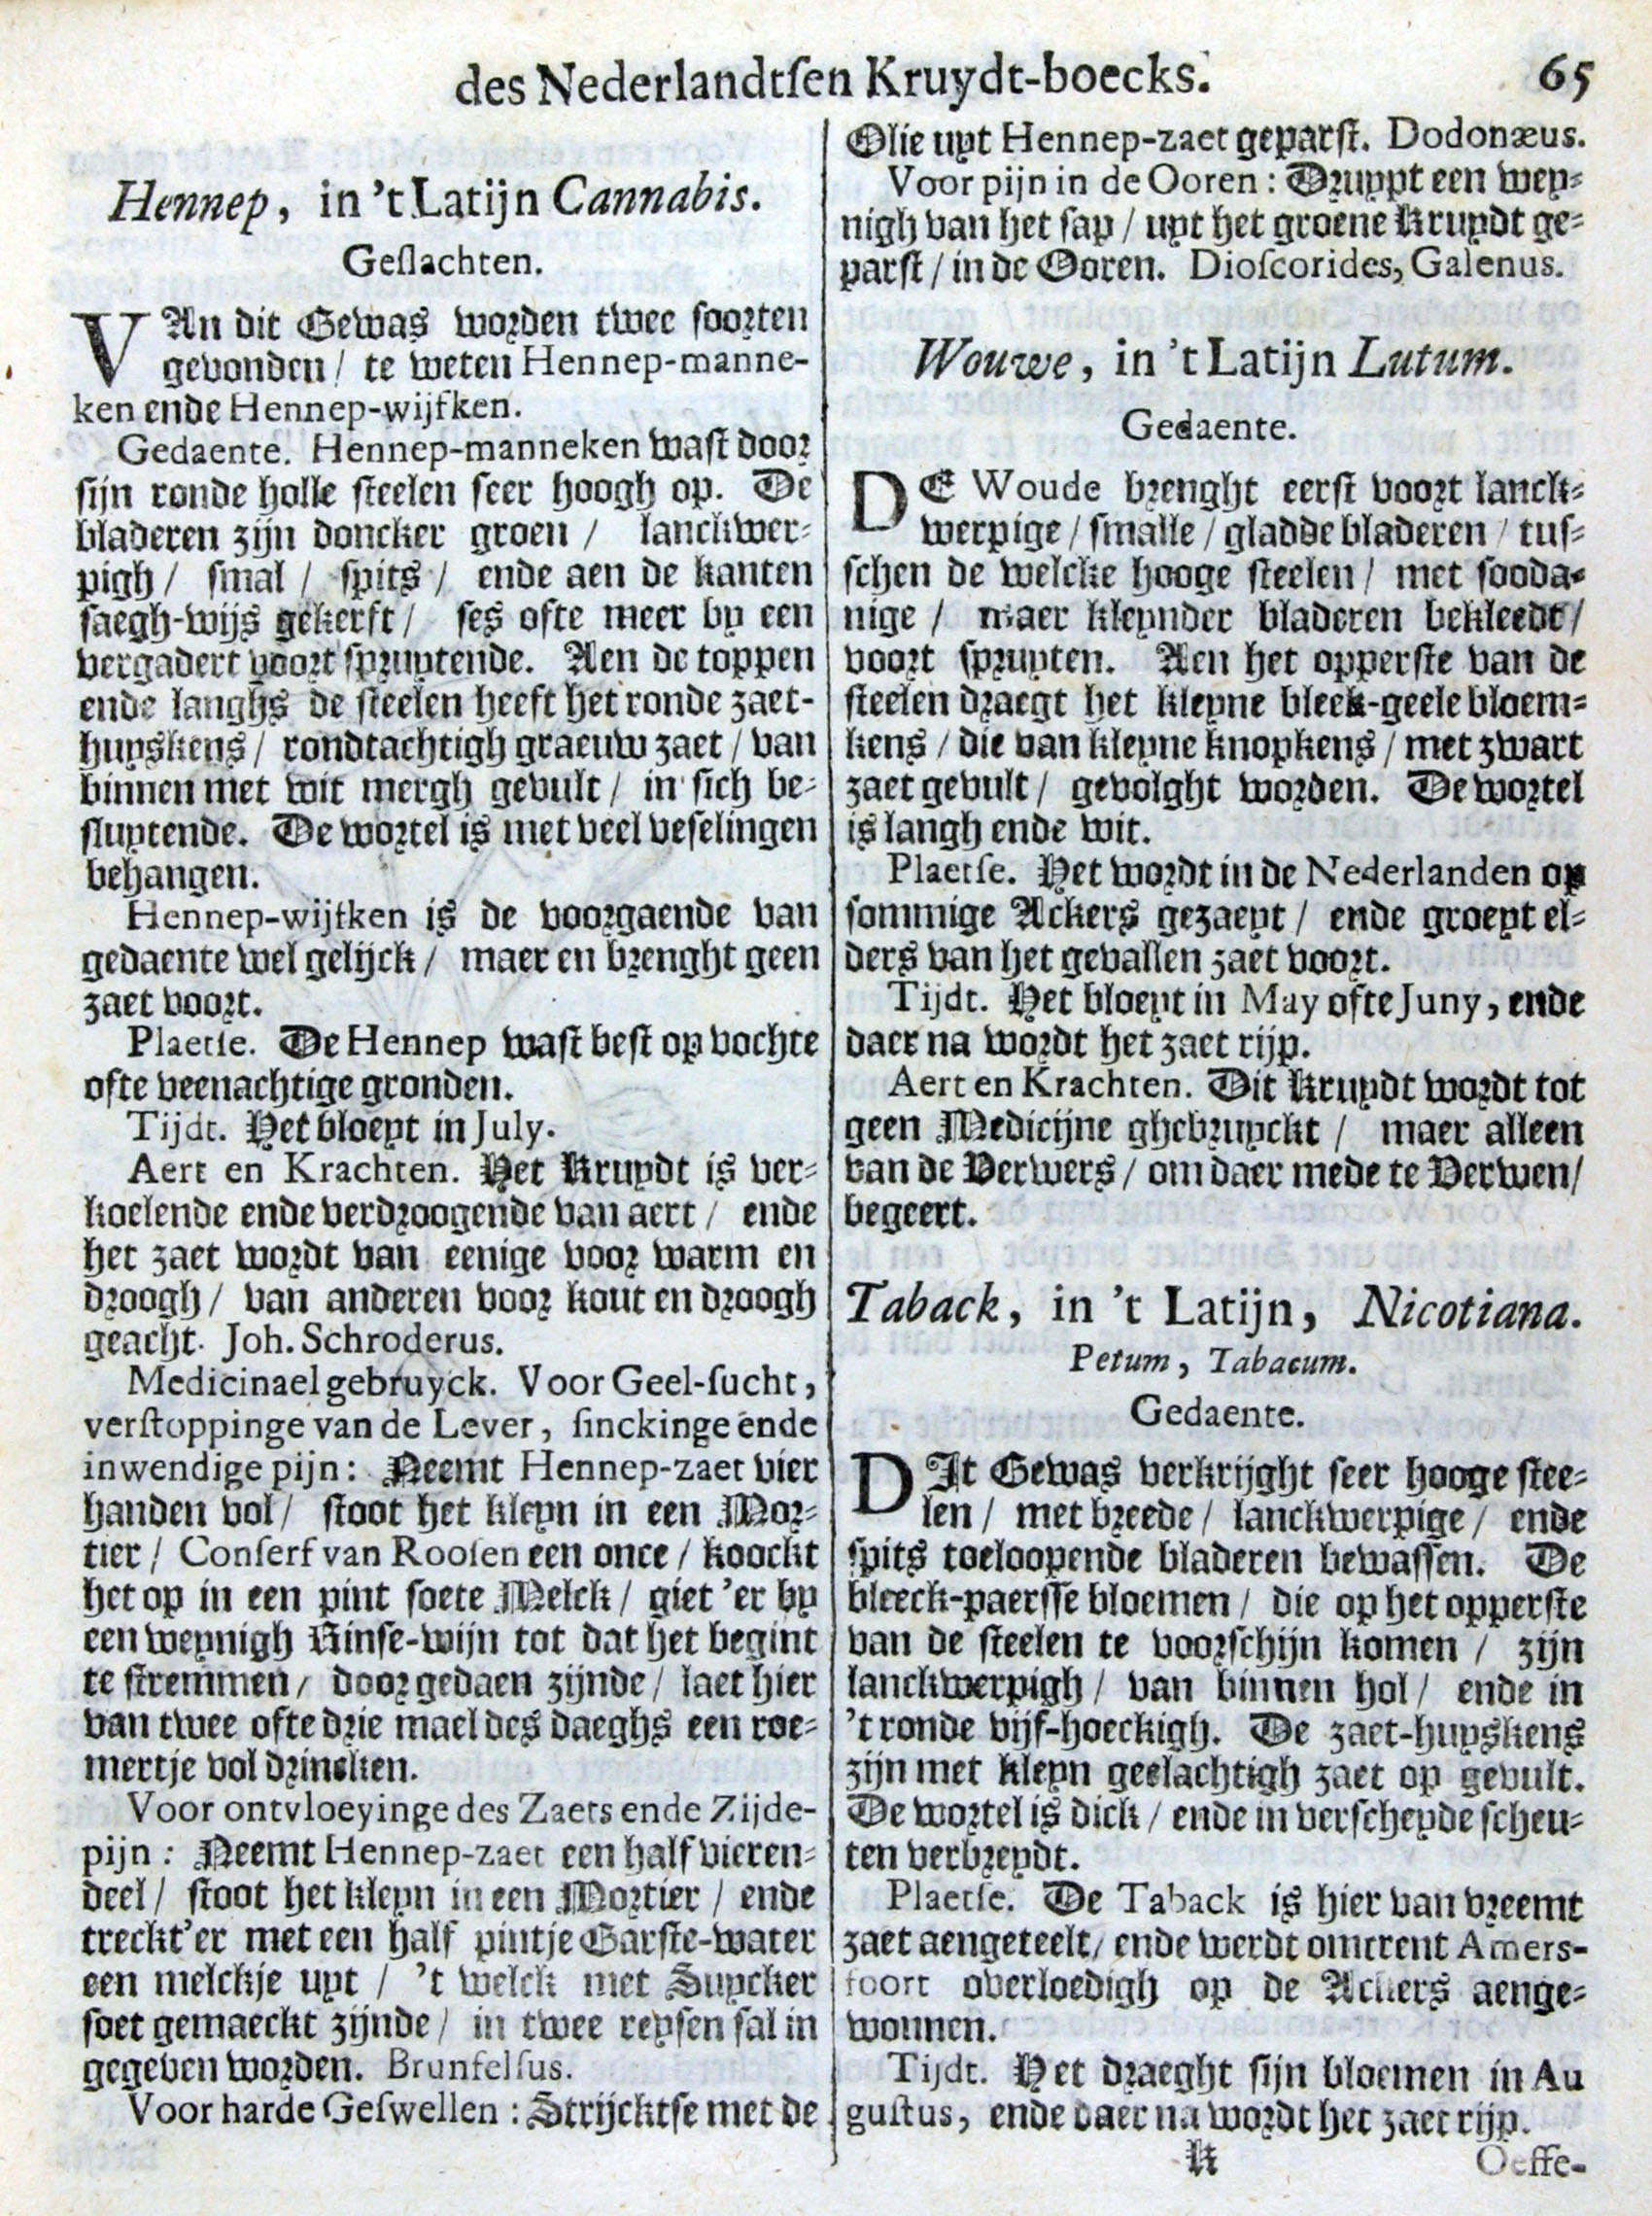 des Nederlandtſen Kruydt-boecks. 65
Hennep, in 't Latijn Cannabis.
Geſlachten.
VAn dit Gewas worden twee soorten
gevonden / te weten Hennep-manne-
ken ende Hennep-wijfken.
Gedaente. Hennep-manneken wast door
sijn ronde holle steelen seer hoogh op. De
bladeren zijn doncker groen / lanckwer-
pigh / smal / spits / ende aen de kanten
saegh-wijs gekerft / ses ofte meer by een
vergadert voort spruytende. Aen de toppen
ende langhs de steelen heeft het ronde zaet-
huyskens / rondtachtigh graeuw zaet / van
binnen met wit mergh gevult / in sich be-
sluytende. De wortel is met veel veselingen
behangen.
Hennep-wijfken is de voorgaende van
gedaente wel gelijck / maer en brenght geen
zaet voort.
Plaetſe. De Hennep wast best op vochte
ofte veenachtige gronden.
Tijdt. Het bloeyt in July.
Aert en Krachten. Het Kruydt is ver-
koelende ende verdroogende van aert / ende
het zaet wordt van eenige voor warm en
droogh / van anderen voor kout en droogh
geacht. Joh. Schroderus.
Medicinael gebruyck. Voor Geel-ſucht,
verſtoppinge van de Lever, ſinckinge ende
inwendige pijn: Neemt Hennep-zaet vier
handen vol / stoot het kleyn in een Mor-
tier / Conſerf van Rooſen een once / koockt
het op in een pint soete Melck / giet 'er by
een weynigh Rinse-wijn tot dat het begint
te stremmen / door gedaen zijnde / laet hier
van twee ofte drie mael des daeghs een roe-
mertje vol drincken.
Voor ontvloeyinge des Zaets ende Zijde-
pijn: Neemt Hennep-zaet een half vieren-
deel / stoot het kleyn in een Mortier / ende
treckt'er met een half pintje Garste-water
een melckje uyt / 't welck met Suycker
soet gemaeckt zijnde / in twee reysen sal in
gegeven worden. Brunfelſus.
Voor harde Geſwellen: Strijcktse met de
Olie uyt Hennep-zaet geparst. Dodonæus.
Voor pijn in de Ooren: Druypt een wey-
nigh van het sap / uyt het groene Kruydt ge-
parst / in de Ooren. Dioſcorides, Galenus.
Wouwe, in 't Latijn Lutum.
Gedaente.
DE Woude brenght eerst voort lanck-
werpige / smalle / gladde bladeren / tus-
schen de welcke hooge steelen / met sooda-
nige / maer kleynder bladeren bekleedt /
voort spruyten. Aen het opperste van de
steelen draegt het kleyne bleek-geele bloem-
kens / die van kleyne knopkens / met zwart
zaet gevult / gevolght worden. De wortel
is langh ende wit.
Plaetſe. Het wordt in de Nederlanden op
sommige Ackers gezaeyt / ende groeyt el-
ders van het gevallen zaet voort.
Tijdt. Het bloeyt in May ofte Juny, ende
daer na wordt het zaet rijp.
Aert en Krachten. Dit Kruydt wordt tot
geen Medicijne ghebruyckt / maer alleen
van de Verwers / om daer mede te Verwen /
begeert.
Taback, in 't Latijn, Nicotiana.
Petum, Tabacum.
Gedaente.
DIt Gewas verkrijght seer hooge stee-
len / met breede / lanckwerpige / ende
spits toeloopende bladeren bewassen. De
bleeck-paersse bloemen / die op het opperste
van de steelen te voorschijn komen / zijn
lanckwerpigh / van binnen hol / ende in
't ronde vijf-hoeckigh. De zaet-huyskens
zijn met kleyn geelachtigh zaet op gevult.
De wortel is dick / ende in verscheyde scheu-
ten verbreydt.
Plaetſe. De Taback is hier van vreemt
zaet aengeteelt / ende werdt omtrent Amers-
foort overloedigh op de Ackers aenge-
wonnen.
Tijdt. Het draeght sijn bloemen in Au
guſtus, ende daer na wordt het zaet rijp.
K Oeffe-